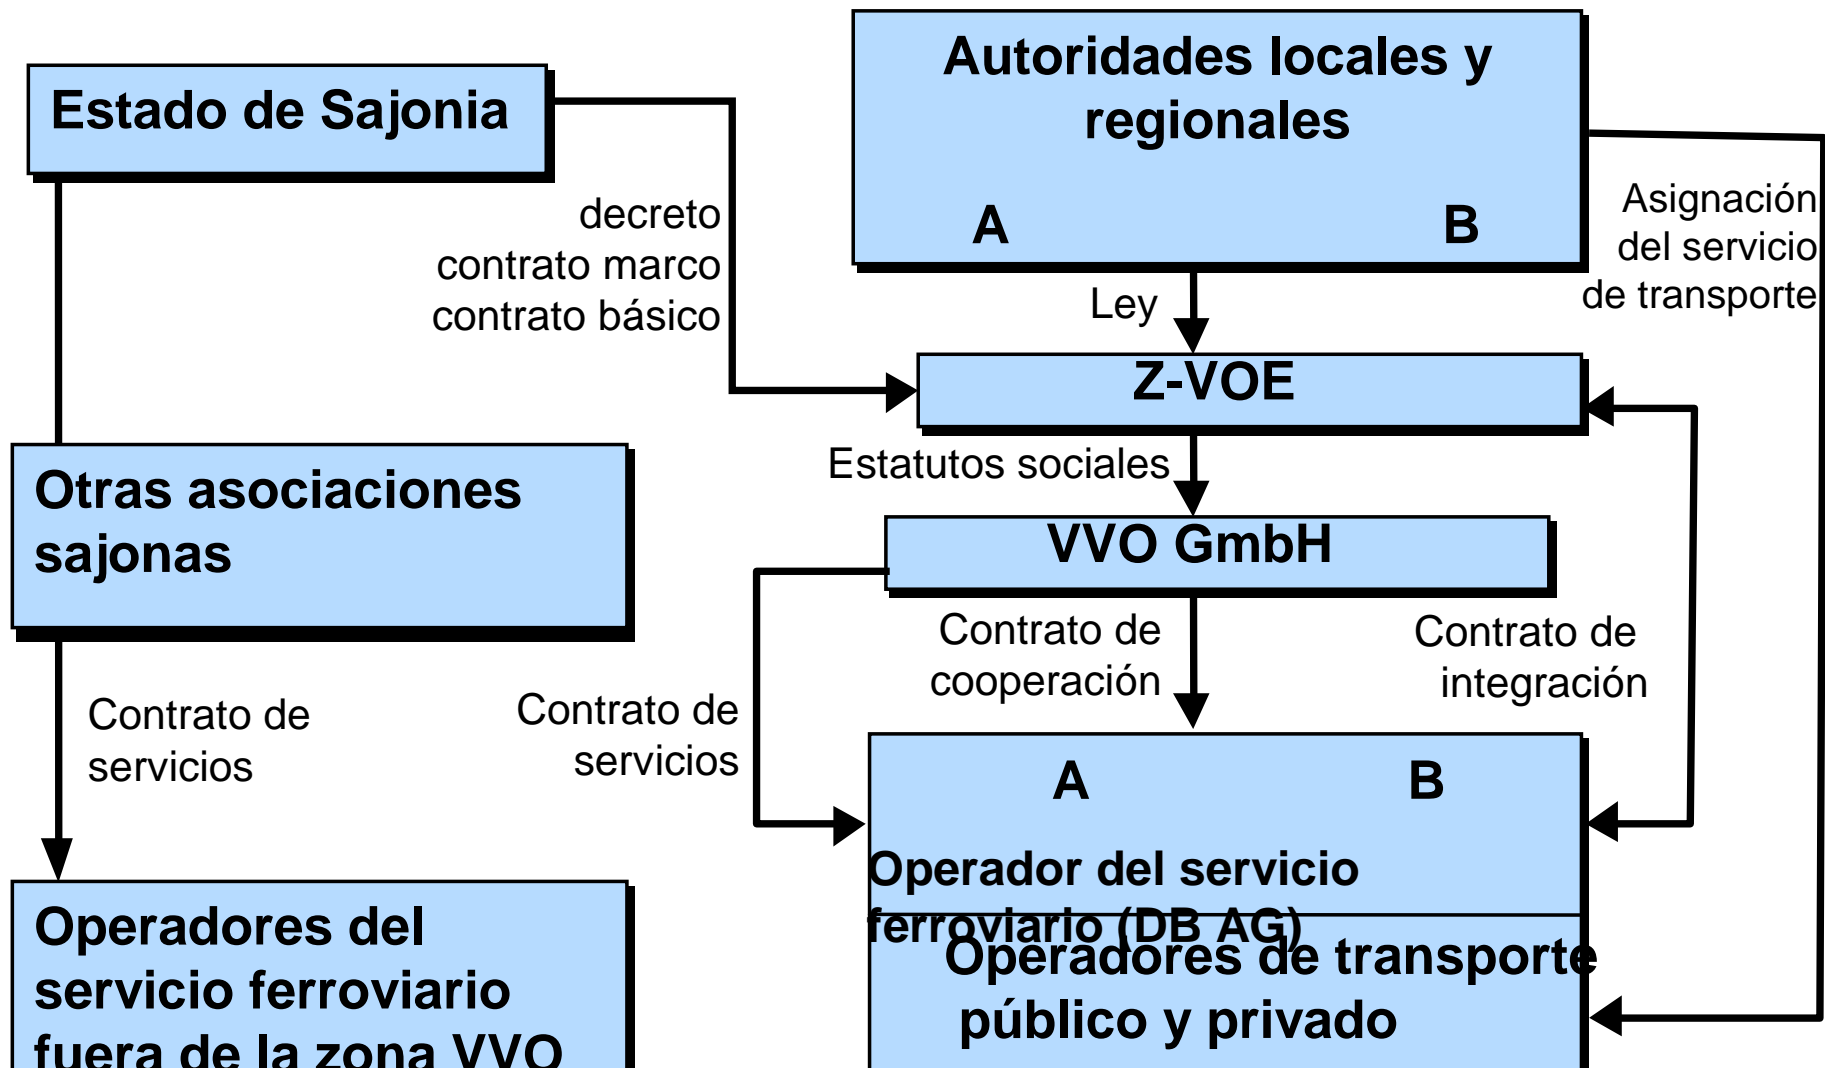 Estado de Sajonia
Autoridades locales y
regionales
A B
decreto
contrato marco
contrato básico
Asignación
del servicio
de transporte
Ley
Z-VOE
Estatutos sociales
VVO GmbH
Otras asociaciones
sajonas
Contrato de
cooperación
Contrato de
integración
Contrato de
servicios
Contrato de
servicios
A B
Operador del servicio
ferroviario (DB AG)
Operadores de transporte
público y privado
Operadores del
servicio ferroviario
fuera de la zona VVO